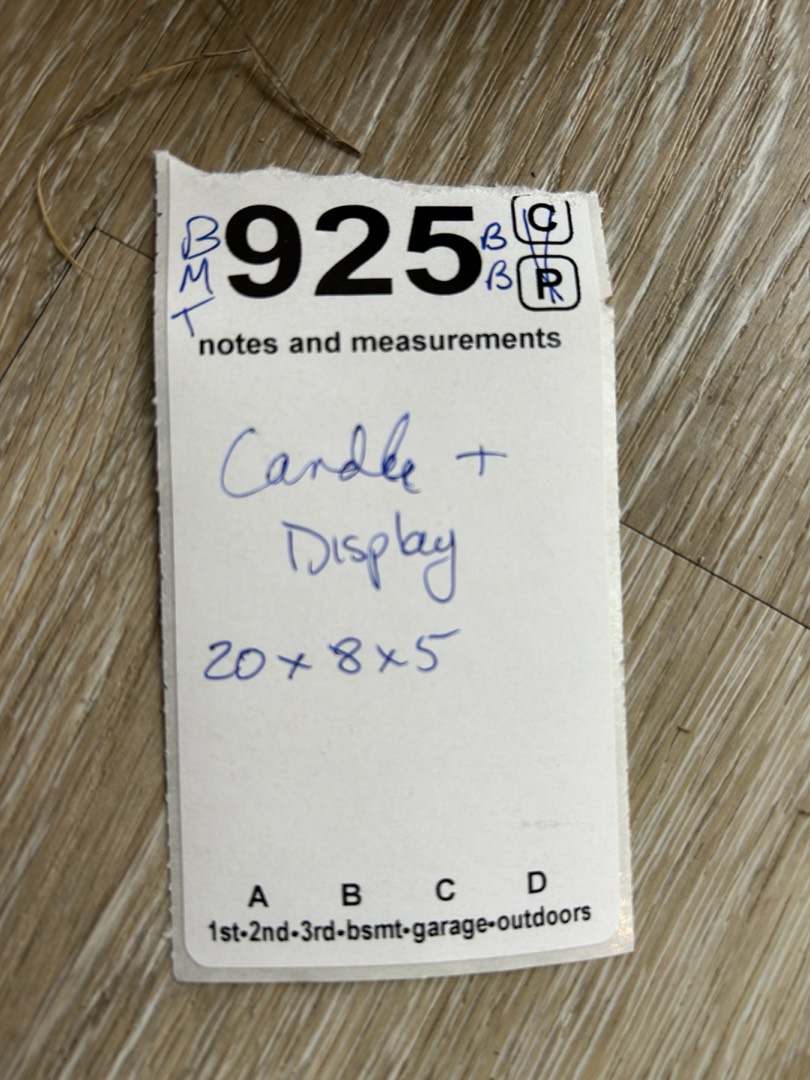 B 925 B C
M B P
T
notes and measurements
Candle +
Display
20 x 8 x 5
A B C D
1st•2nd•3rd•bsmt•garage•outdoors